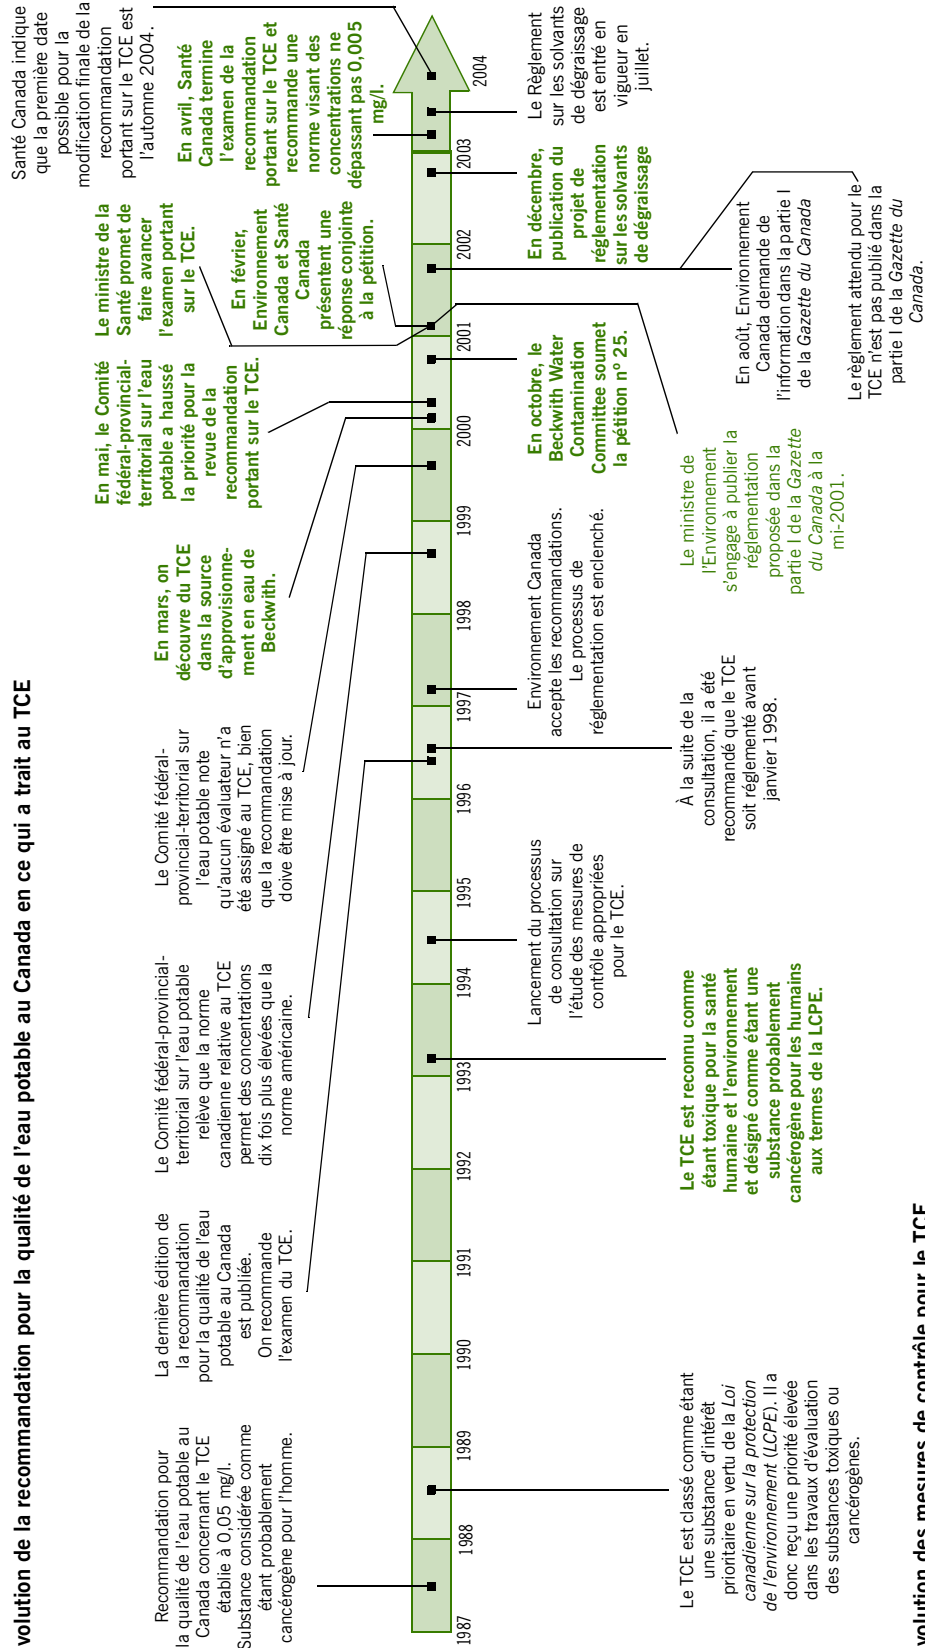 volution de la recommandation pour la qualité de l'eau potable au Canada en ce qui a trait au TCE
Recommandation pour
la qualité de l'eau potable au
Canada concernant le TCE
établie à 0,05 mg/l.
Substance considérée comme
étant probablement
cancérogène pour l'homme.
La dernière édition de
la recommandation
pour la qualité de l'eau
potable au Canada
est publiée.
On recommande
l'examen du TCE.
Le Comité fédéral-provincial-
territorial sur l'eau potable
relève que la norme
canadienne relative au TCE
permet des concentrations
dix fois plus élevées que la
norme américaine.
Le Comité fédéral-
provincial-territorial sur
l'eau potable note
qu'aucun évaluateur n'a
été assigné au TCE, bien
que la recommandation
doive être mise à jour.
En mars, on
découvre du TCE
dans la source
d'approvisionne-
ment en eau de
Beckwith.
En mai, le Comité
fédéral-provincial-
territorial sur l'eau
potable a haussé
la priorité pour la
revue de la
recommandation
portant sur le TCE.
Le ministre de la
Santé promet de
faire avancer
l'examen portant
sur le TCE.
En février,
Environnement
Canada et Santé
Canada
présentent une
réponse conjointe
à la pétition.
En avril, Santé
Canada termine
l'examen de la
recommandation
portant sur le TCE et
recommande une
norme visant des
concentrations ne
dépassant pas 0,005
mg/l.
Santé Canada indique
que la première date
possible pour la
modification finale de la
recommandation
portant sur le TCE est
l'automne 2004.
1987
1988
1989
1990
1991
1992
1993
1994
1995
1996
1997
1998
1999
2000
2001
2002
2003
2004
Le TCE est classé comme étant
une substance d'intérêt
prioritaire en vertu de la Loi
canadienne sur la protection
de l'environnement (LCPE). Il a
donc reçu une priorité élevée
dans les travaux d'évaluation
des substances toxiques ou
cancérogènes.
Le TCE est reconnu comme
étant toxique pour la santé
humaine et l'environnement
et désigné comme étant une
substance probablement
cancérogène pour les humains
aux termes de la LCPE.
Lancement du processus
de consultation sur
l'étude des mesures de
contrôle appropriées
pour le TCE.
À la suite de la
consultation, il a été
recommandé que le TCE
soit réglementé avant
janvier 1998.
Environnement Canada
accepte les recommandations.
Le processus de
réglementation est enclenché.
En octobre, le
Beckwith Water
Contamination
Committee soumet
la pétition n° 25.
Le ministre de
l'Environnement
s'engage à publier la
réglementation
proposée dans la
partie I de la Gazette
du Canada à la
mi-2001.
En août, Environnement
Canada demande de
l'information dans la partie I
de la Gazette du Canada
Le règlement attendu pour le
TCE n'est pas publié dans la
partie I de la Gazette du
Canada.
En décembre,
publication du
projet de
réglementation
sur les solvants
de dégraissage
Le Règlement
sur les solvants
de dégraissage
est entré en
vigueur en
juillet.
volution des mesures de contrôle pour le TCE